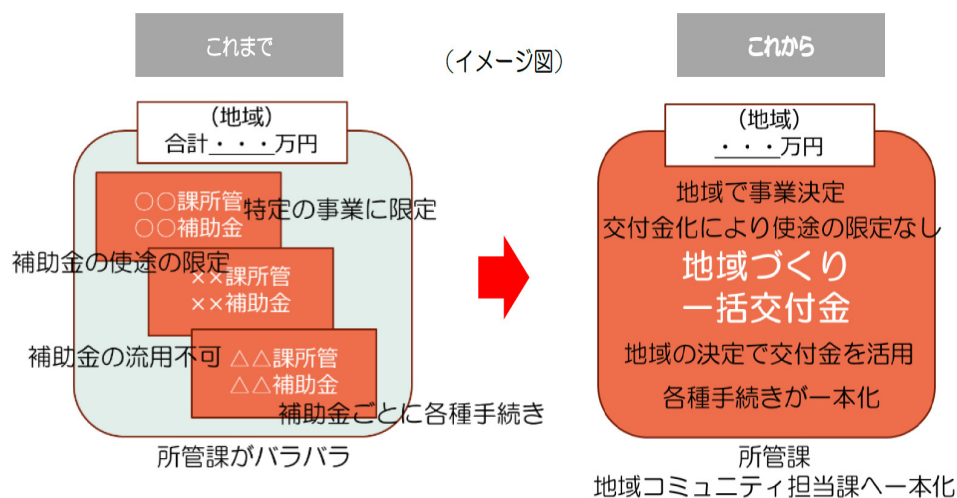 これまで
(イメージ図)
これから
(地域)
合計・・・万円
○○課所管
○○補助金
特定の事業に限定
補助金の使途の限定
××課所管
××補助金
補助金の流用不可
△△課所管
△△補助金
補助金ごとに各種手続き
所管課がバラバラ
(地域)
・・・万円
地域で事業決定
交付金化により使途の限定なし
地域づくり
一括交付金
地域の決定で交付金を活用
各種手続きが一本化
所管課
地域コミュニティ担当課へ一本化